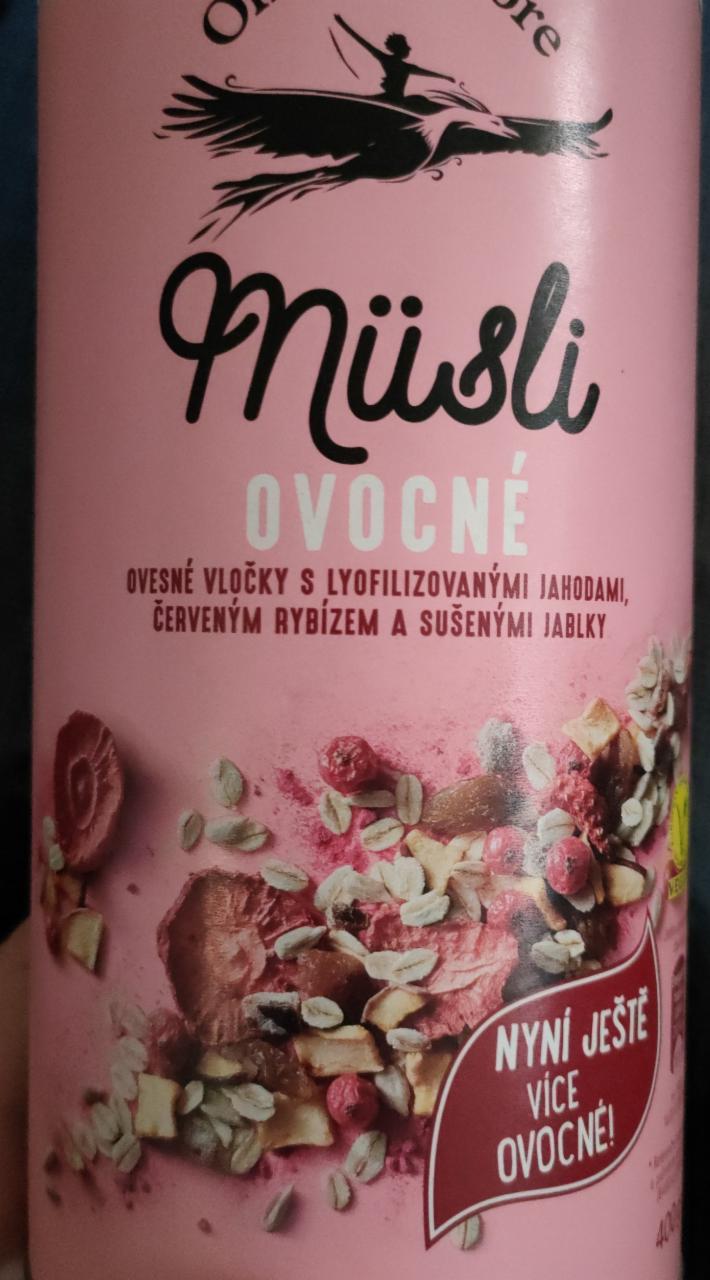 Müsli
OVOCNÉ
OVESNÉ VLOČKY S LYOFILIZOVANÝMI JAHODAMI,
ČERVENÝM RYBÍZEM A SUŠENÝMI JABLKY
NYNÍ JEŠTĚ
VÍCE
OVOCNÉ!